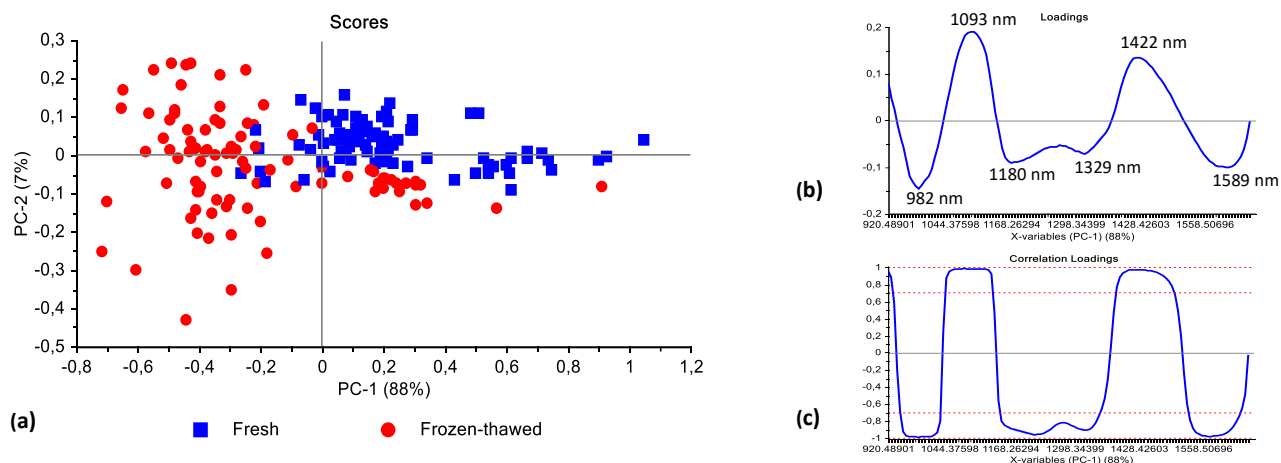 Scores
0,3
0,2
0,1
0
-0,1
-0,2
-0,3
-0,4
-0,5
PC-2 (7%)
-0,8 -0,6 -0,4 -0,2 0 0,2 0,4 0,6 0,8 1 1,2
PC-1 (88%)
(a)
Fresh Frozen-thawed
1093 nm
Loadings
1422 nm
0,2
0,1
0
-0,1
-0,2
982 nm
1180 nm
1329 nm
1589 nm
920.48901 1044.37598 1168.26294 1298.34405 1428.42603 1558.50696
X-variables (PC-1) (88%)
(b)
Correlation Loadings
1
0,8
0,6
0,4
0,2
0
-0,2
-0,4
-0,6
-0,8
-1
920.48901 1044.37598 1168.26294 1298.34405 1428.42603 1558.50696
X-variables (PC-1) (88%)
(c)